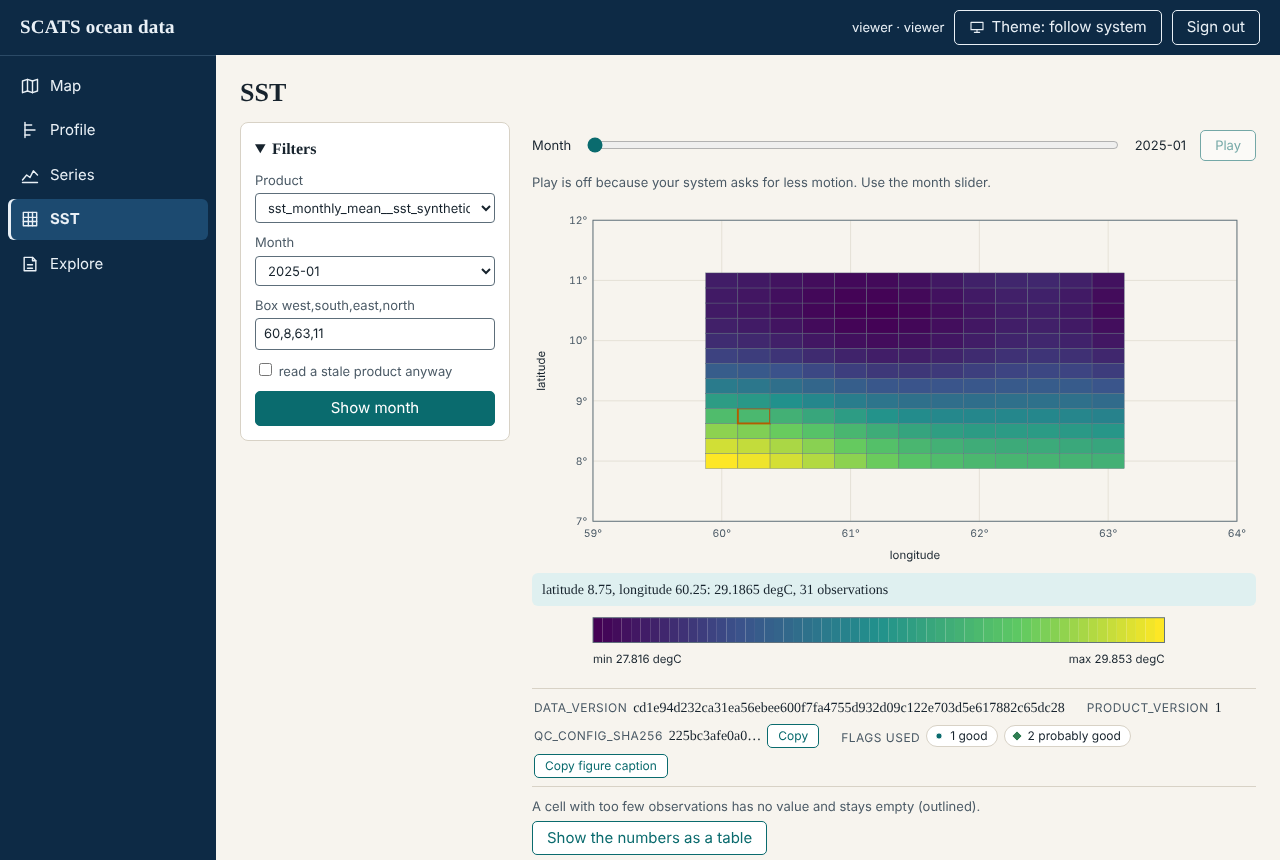 SCATS ocean data
viewer · viewer
Theme: follow system
Sign out
Map
Profile
Series
SST
Explore
SST
▼ Filters
Product
sst_monthly_mean__sst_synthetic
Month
2025-01
Box west,south,east,north
60,8,63,11
read a stale product anyway
Show month
Month
2025-01
Play
Play is off because your system asks for less motion. Use the month slider.
12°
11°
10°
9°
8°
7°
latitude
59°
60°
61°
62°
63°
64°
longitude
latitude 8.75, longitude 60.25: 29.1865 degC, 31 observations
min 27.816 degC
max 29.853 degC
DATA_VERSION cd1e94d232ca31ea56ebee600f7fa4755d932d09c122e703d5e617882c65dc28 PRODUCT_VERSION 1
QC_CONFIG_SHA256 225bc3afe0a0… Copy FLAGS USED 1 good 2 probably good
Copy figure caption
A cell with too few observations has no value and stays empty (outlined).
Show the numbers as a table